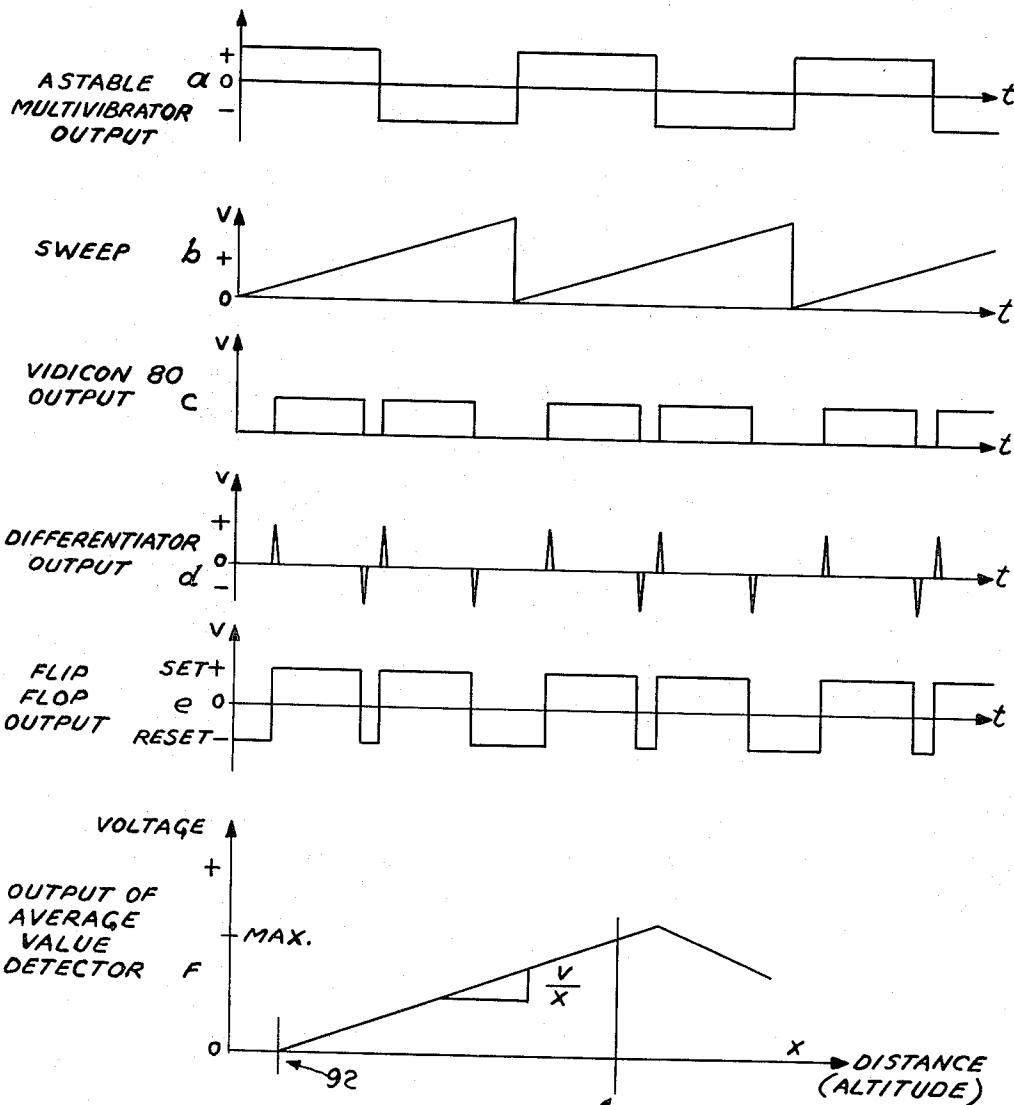 +
ASTABLE a 0
MULTIVIBRATOR
OUTPUT
-
t
V
SWEEP b +
0
t
V
VIDICON 80
OUTPUT C
t
V
+
DIFFERENTIATOR 0
OUTPUT d -
t
V
FLIP SET+
FLOP e 0
OUTPUT
RESET-
t
VOLTAGE
+
OUTPUT OF
AVERAGE
VALUE MAX.
DETECTOR F
V
X
0
X
DISTANCE
(ALTITUDE)
92